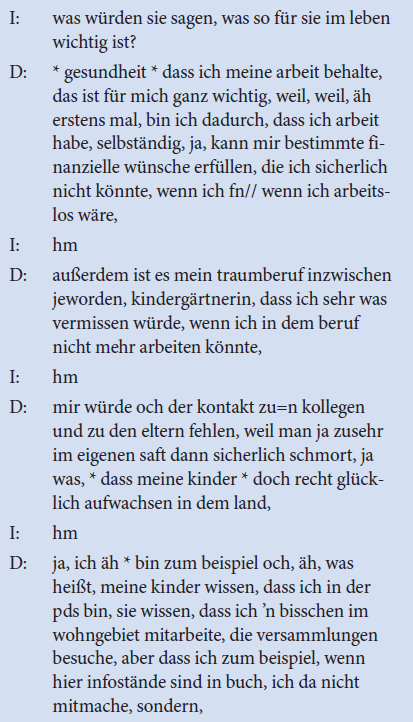 I: was würden sie sagen, was so für sie im leben
wichtig ist?
D: * gesundheit * dass ich meine arbeit behalte,
das ist für mich ganz wichtig, weil, weil, äh
erstens mal, bin ich dadurch, dass ich arbeit
habe, selbständig, ja, kann mir bestimmte fi-
nanzielle wünsche erfüllen, die ich sicherlich
nicht könnte, wenn ich fn// wenn ich arbeits-
los wäre,
I: hm
D: außerdem ist es mein traumberuf inzwischen
jeworden, kindergärtnerin, dass ich sehr was
vermissen würde, wenn ich in dem beruf
nicht mehr arbeiten könnte,
I: hm
D: mir würde och der kontakt zu=n kollegen
und zu den eltern fehlen, weil man ja zusehr
im eigenen saft dann sicherlich schmort, ja
was, * dass meine kinder * doch recht glück-
lich aufwachsen in dem land,
I: hm
D: ja, ich äh * bin zum beispiel och, äh, was
heißt, meine kinder wissen, dass ich in der
pds bin, sie wissen, dass ich ’n bisschen im
wohngebiet mitarbeite, die versammlungen
besuche, aber dass ich zum beispiel, wenn
hier infostände sind in buch, ich da nicht
mitmache, sondern,